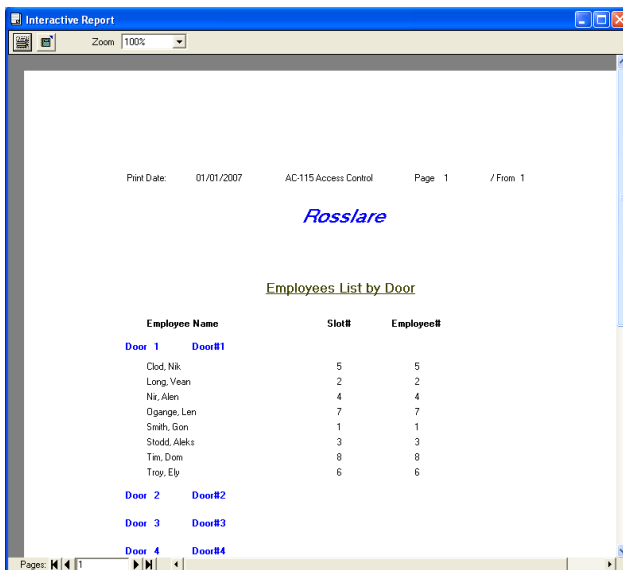 Interactive Report
Zoom 100%
Print Date: 01/01/2007 AC-115 Access Control Page 1 / From 1
Rosslare
Employees List by Door
Employee Name Slot# Employee#
Door 1 Door#1
Clod, Nik 5 5
Long, Vean 2 2
Nir, Alen 4 4
Ogange, Len 7 7
Smith, Gon 1 1
Stodd, Aleks 3 3
Tim, Dom 8 8
Troy, Ely 6 6
Door 2 Door#2
Door 3 Door#3
Door 4 Door#4
Pages: 1